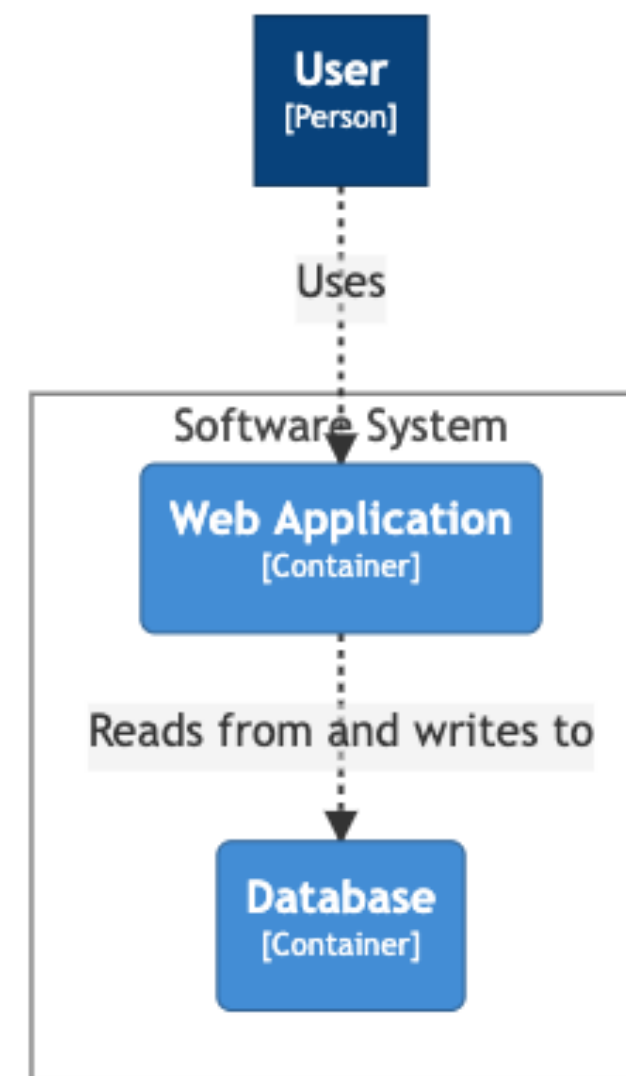 User
[Person]
Uses
Software System
Web Application
[Container]
Reads from and writes to
Database
[Container]